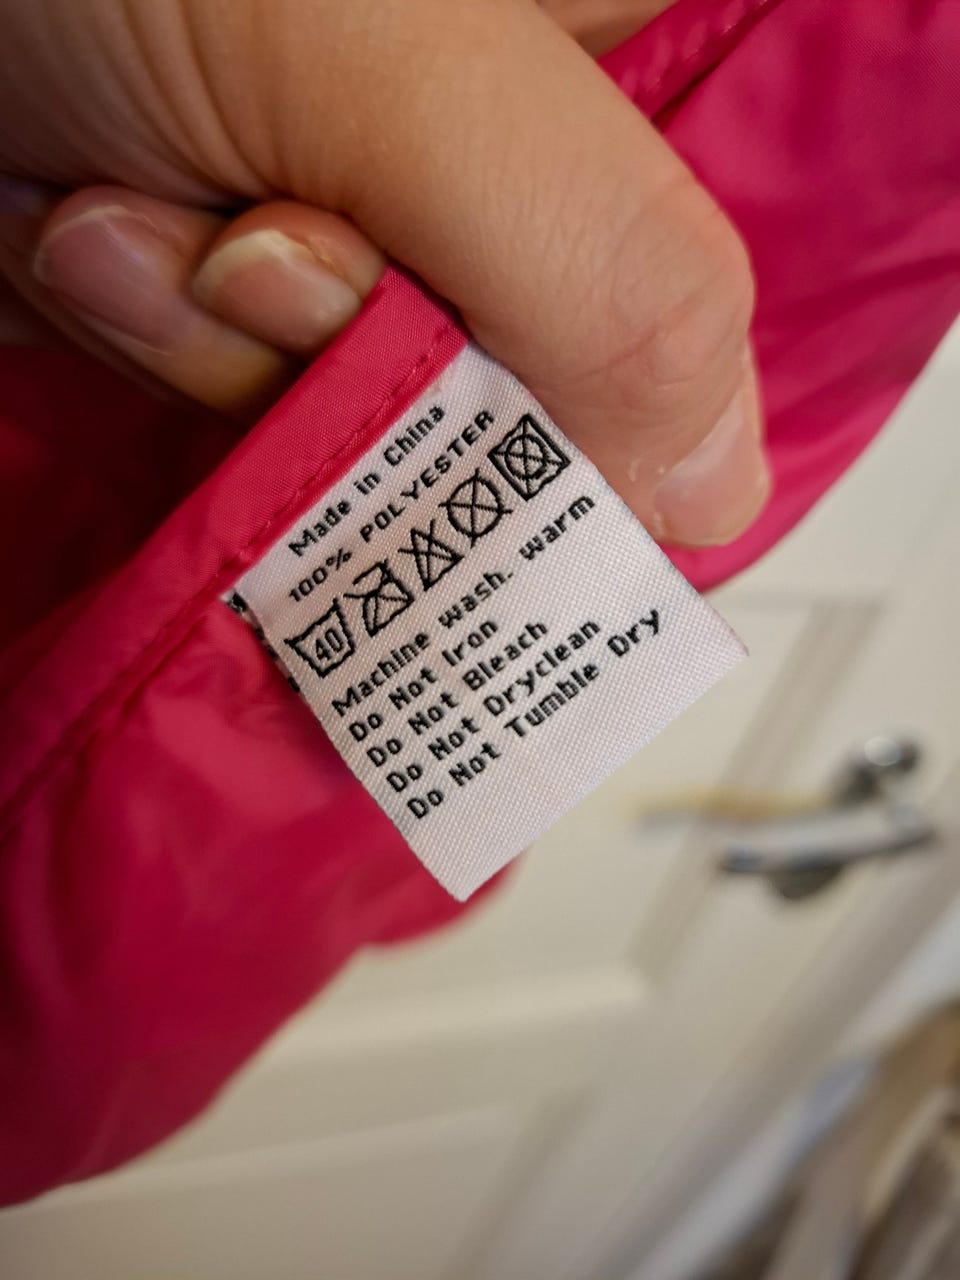 Made in China
100% POLYESTER
40
Machine wash. warm
Do Not Iron
Do Not Bleach
Do Not Dryclean
Do Not Tumble Dry